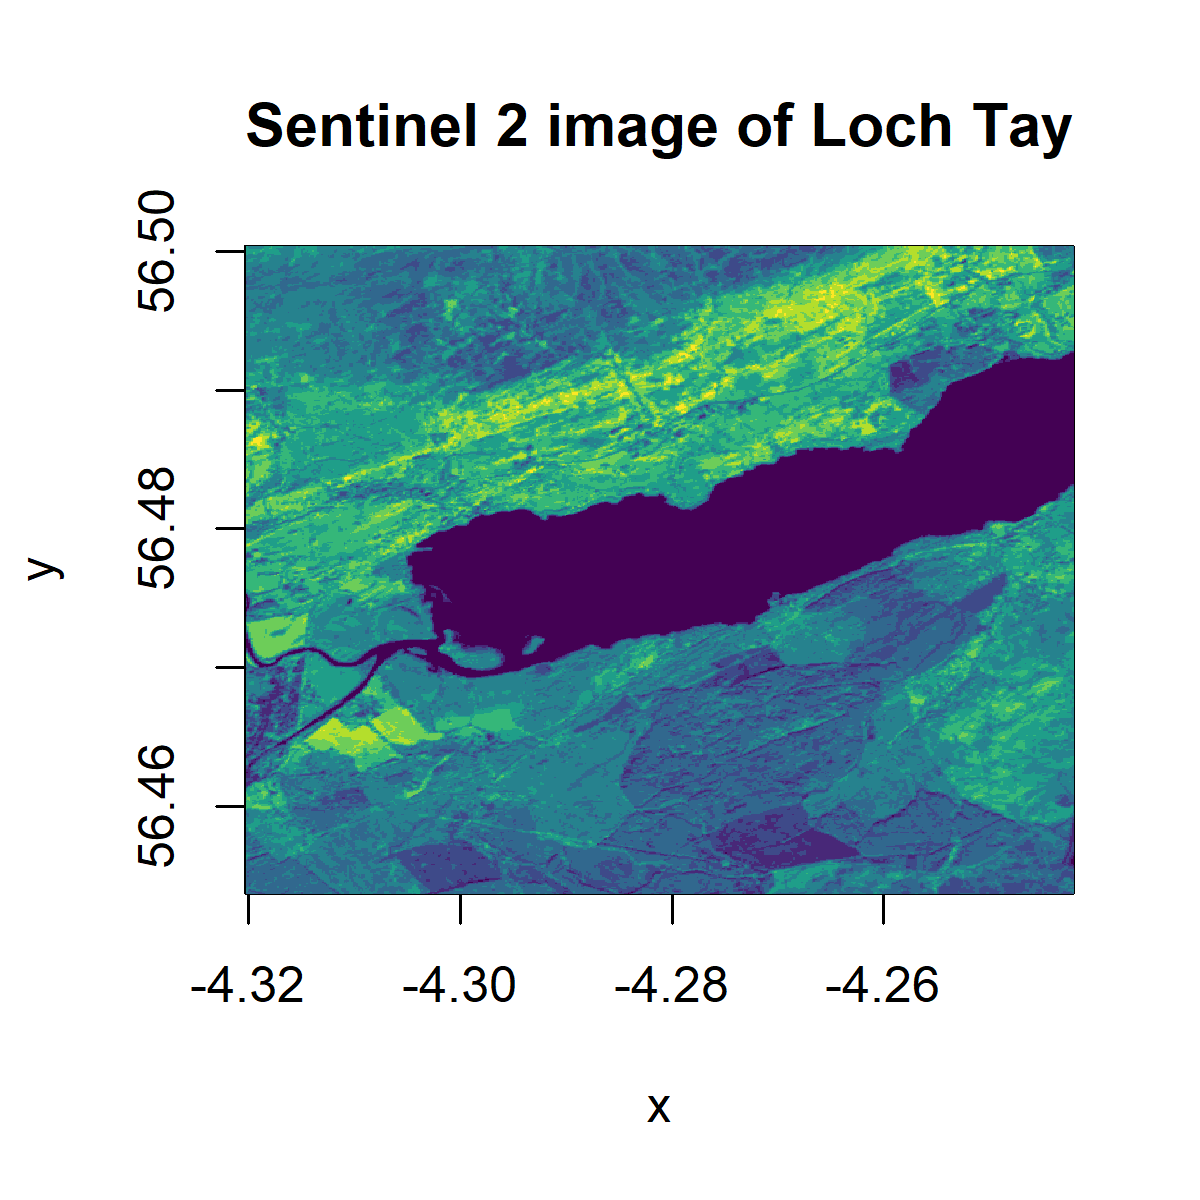 Sentinel 2 image of Loch Tay
56.50
56.48
56.46
y
-4.32 -4.30 -4.28 -4.26
x